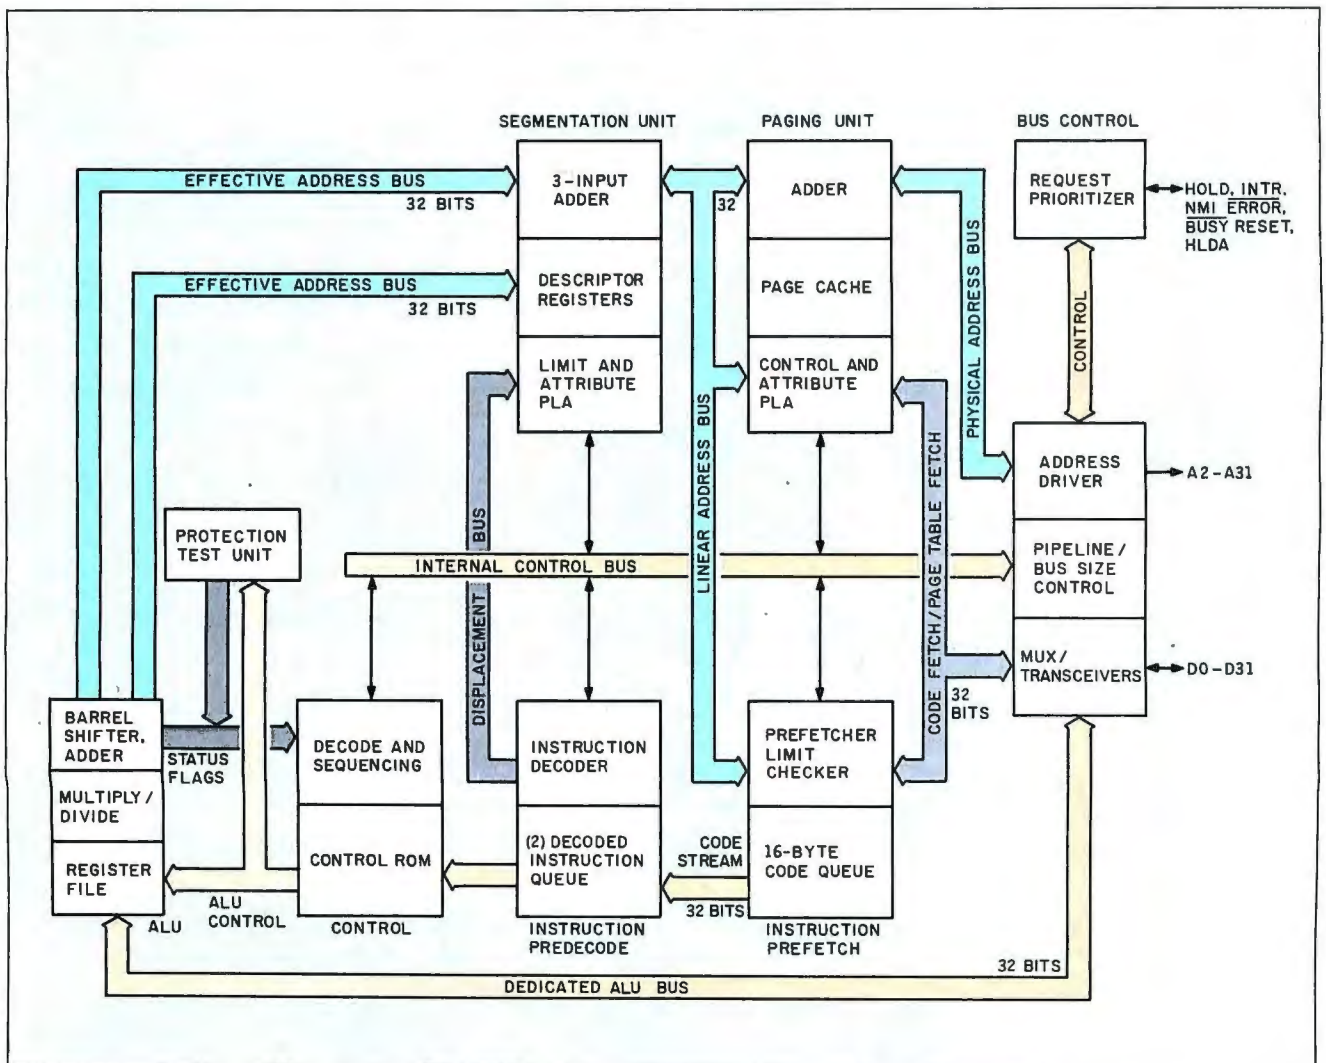 SEGMENTATION UNIT
PAGING UNIT
BUS CONTROL
EFFECTIVE ADDRESS BUS
32 BITS
3-INPUT
ADDER
32
ADDER
REQUEST
PRIORITIZER
HOLD, INTR,
NMI ERROR,
BUSY RESET,
HLDA
EFFECTIVE ADDRESS BUS
32 BITS
DESCRIPTOR
REGISTERS
PAGE CACHE
PHYSICAL ADDRESS BUS
CONTROL
LIMIT AND
ATTRIBUTE
PLA
CONTROL AND
ATTRIBUTE
PLA
LINEAR ADDRESS BUS
CODE FETCH/PAGE TABLE FETCH
ADDRESS
DRIVER
A2-A31
PROTECTION
TEST UNIT
DISPLACEMENT BUS
INTERNAL CONTROL BUS
PIPELINE/
BUS SIZE
CONTROL
MUX/
TRANSCEIVERS
D0-D31
32
BITS
BARREL
SHIFTER,
ADDER
STATUS
FLAGS
DECODE AND
SEQUENCING
INSTRUCTION
DECODER
PREFETCHER
LIMIT
CHECKER
MULTIPLY/
DIVIDE
REGISTER
FILE
ALU
ALU
CONTROL
CONTROL ROM
CONTROL
(2) DECODED
INSTRUCTION
QUEUE
INSTRUCTION
PREDECODE
CODE
STREAM
32 BITS
16-BYTE
CODE QUEUE
INSTRUCTION
PREFETCH
32 BITS
DEDICATED ALU BUS